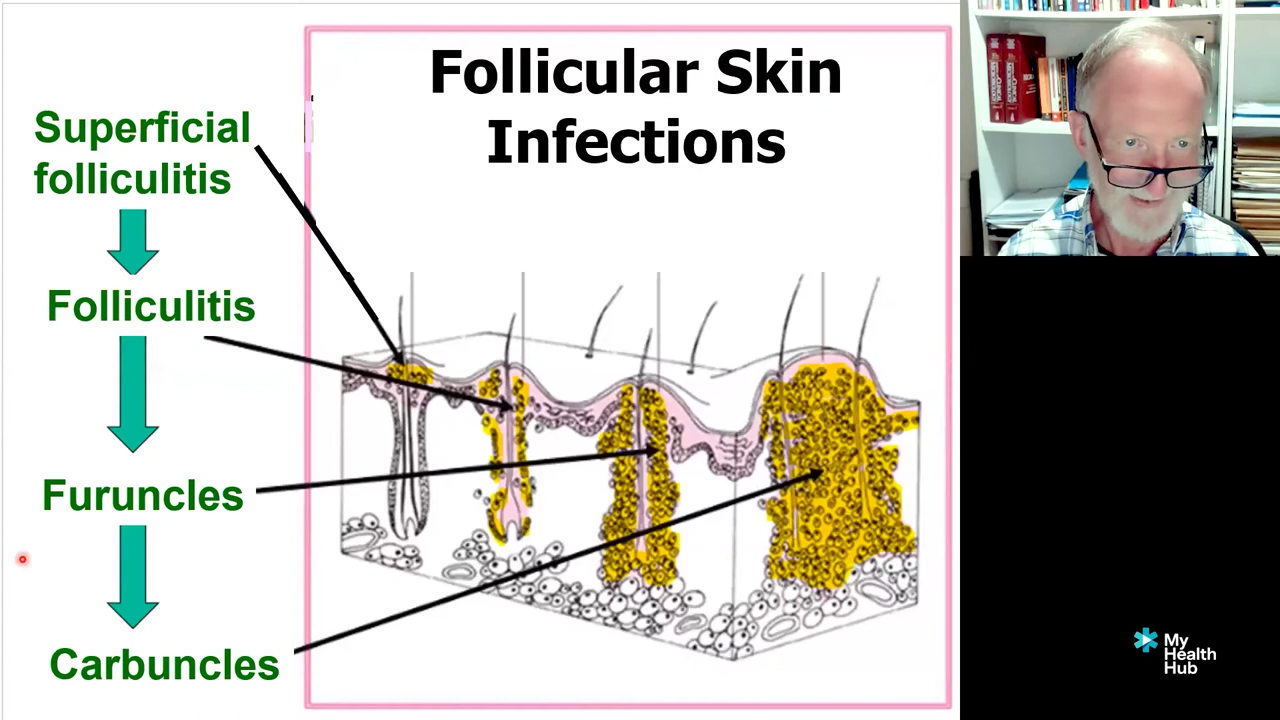 Follicular Skin
Infections
Superficial
folliculitis
Folliculitis
Furuncles
Carbuncles
My
Health
Hub